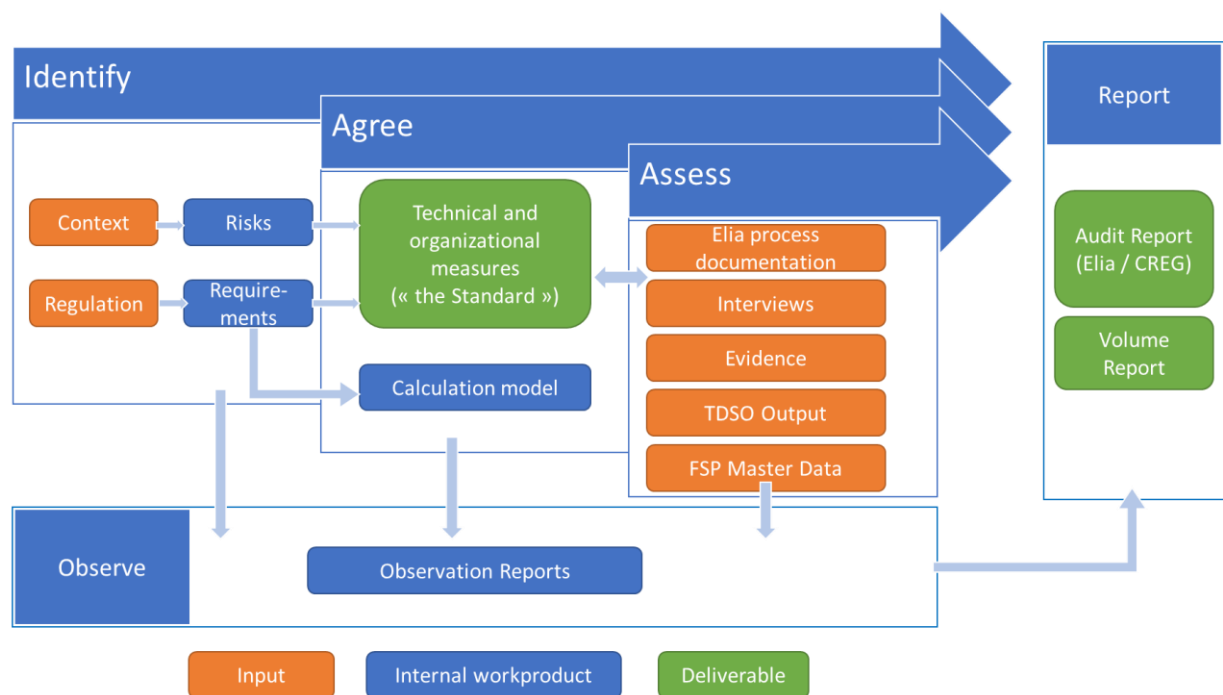 Identify
Agree
Assess
Report
Context
Risks
Regulation
Require-
ments
Technical and
organizational
measures
(« the Standard »)
Calculation model
Elia process
documentation
Interviews
Evidence
TDSO Output
FSP Master Data
Audit Report
(Elia / CREG)
Volume
Report
Observe
Observation Reports
Input
Internal workproduct
Deliverable